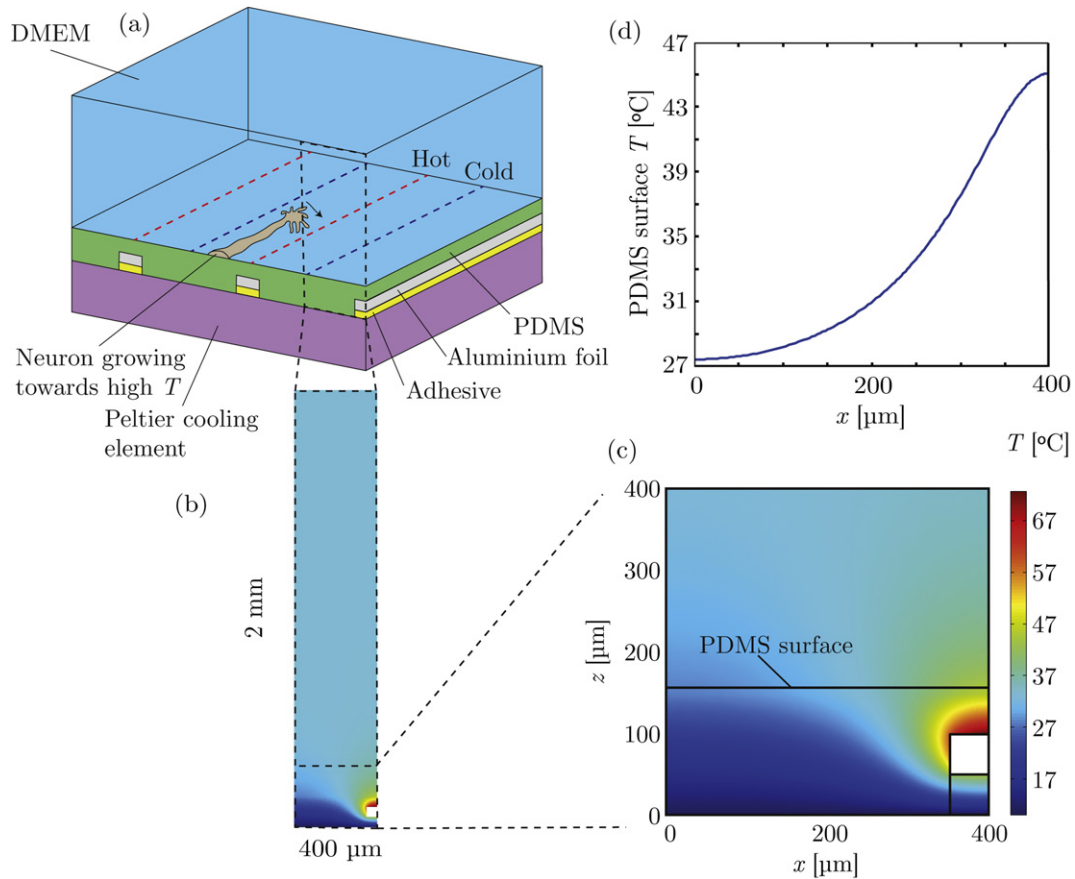 (a)
DMEM
Hot
Cold
PDMS
Aluminium foil
Adhesive
Neuron growing
towards high T
Peltier cooling
element
(b)
2 mm
400 µm
(d)
PDMS surface T [°C]
47
43
39
35
31
27
0
200
400
x [µm]
(c)
T [°C]
z [µm]
400
300
200
100
0
PDMS surface
0
200
400
x [µm]
67
57
47
37
27
17